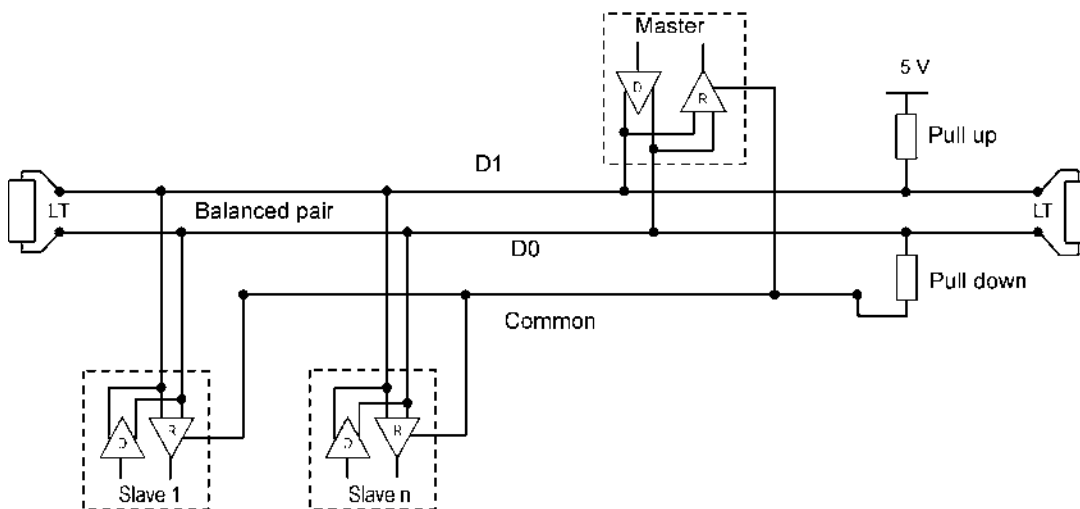 Master
D
R
5 V
Pull up
D1
LT
Balanced pair
LT
D0
Pull down
Common
D
R
Slave 1
D
R
Slave n